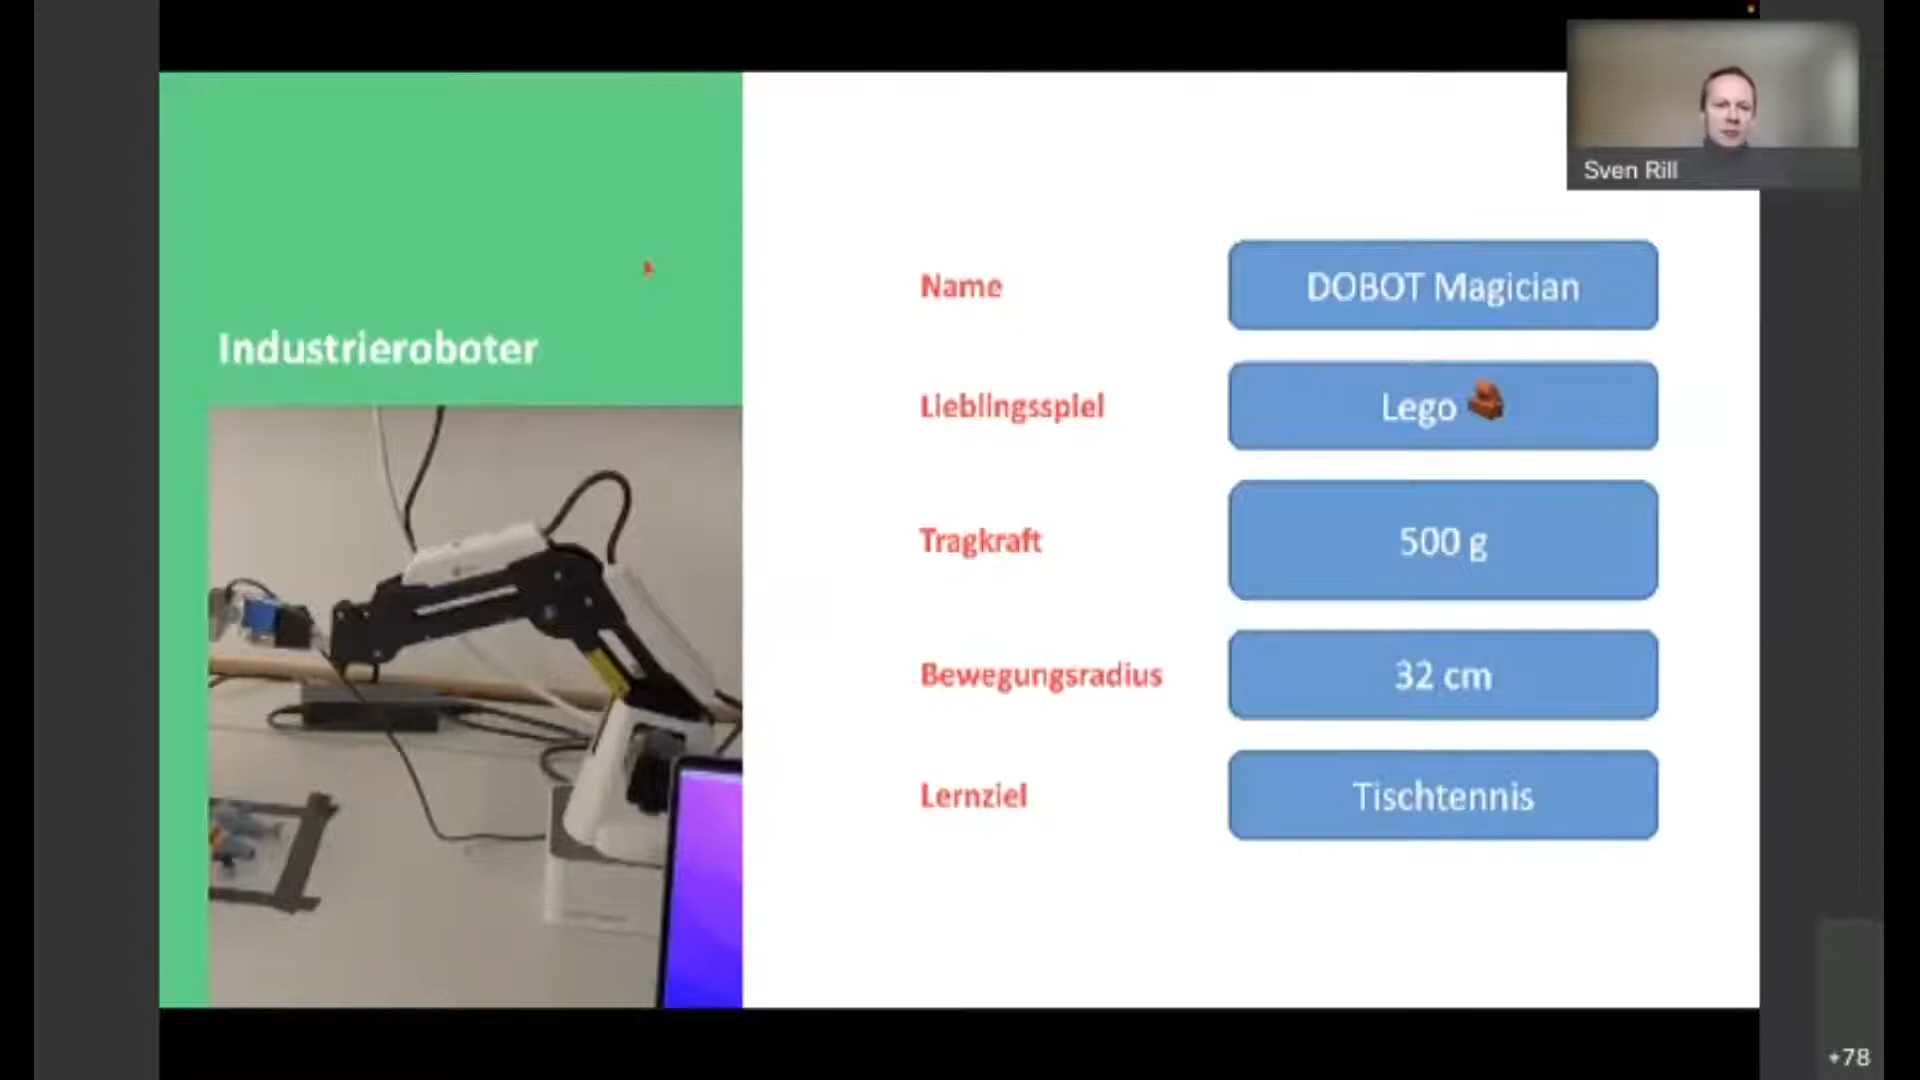 Sven Rill
Industrieroboter
Name
DOBOT Magician
Lieblingsspiel
Lego
Tragkraft
500 g
Bewegungsradius
32 cm
Lernziel
Tischtennis
+78